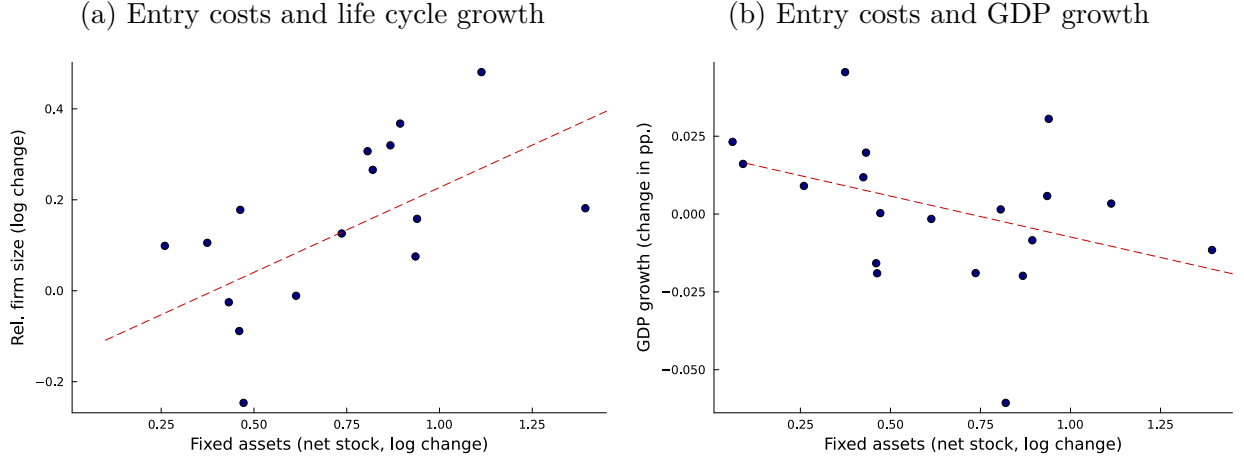 (a) Entry costs and life cycle growth
Rel. firm size (log change)
0.4
0.2
0.0
−0.2
0.25 0.50 0.75 1.00 1.25
Fixed assets (net stock, log change)
(b) Entry costs and GDP growth
GDP growth (change in pp.)
0.025
0.000
−0.025
−0.050
0.25 0.50 0.75 1.00 1.25
Fixed assets (net stock, log change)